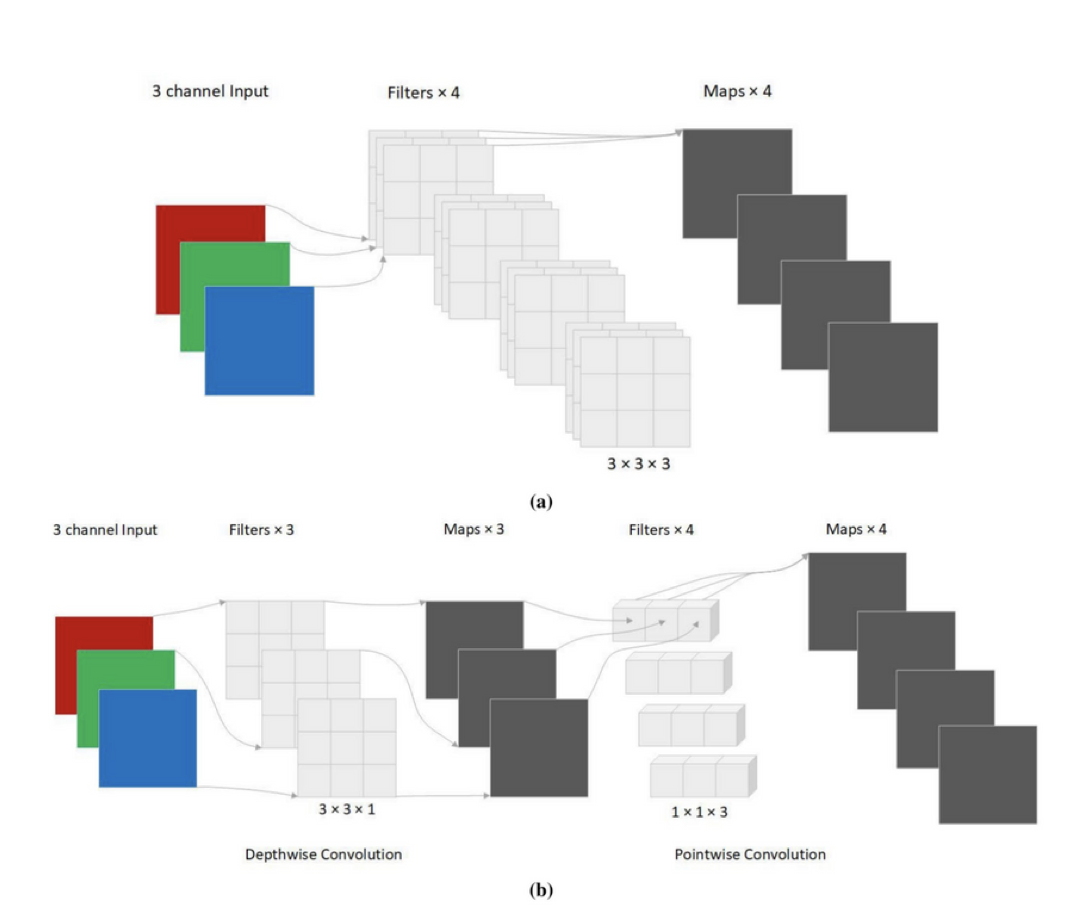 3 channel Input
Filters × 4
Maps × 4
3 × 3 × 3
(a)
3 channel Input
Filters × 3
Maps × 3
Filters × 4
Maps × 4
3 × 3 × 1
1 × 1 × 3
Depthwise Convolution
Pointwise Convolution
(b)